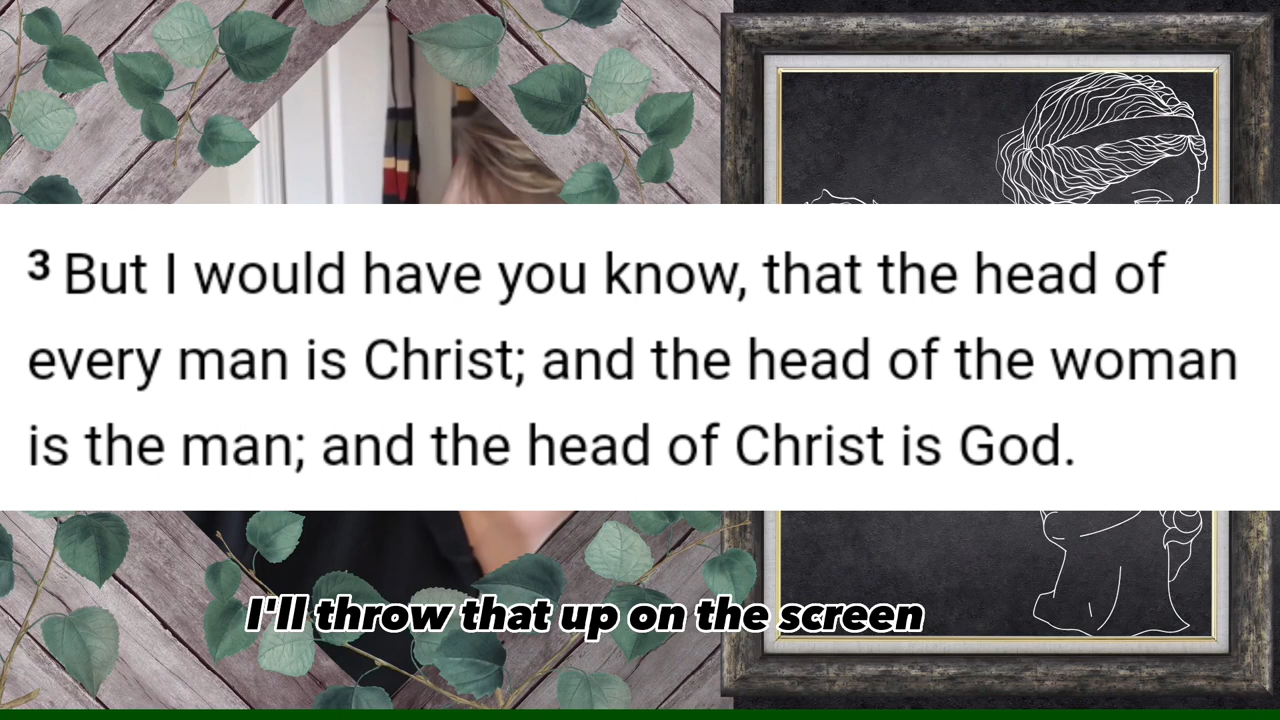 3 But I would have you know, that the head of
every man is Christ; and the head of the woman
is the man; and the head of Christ is God.
I'll throw that up on the screen